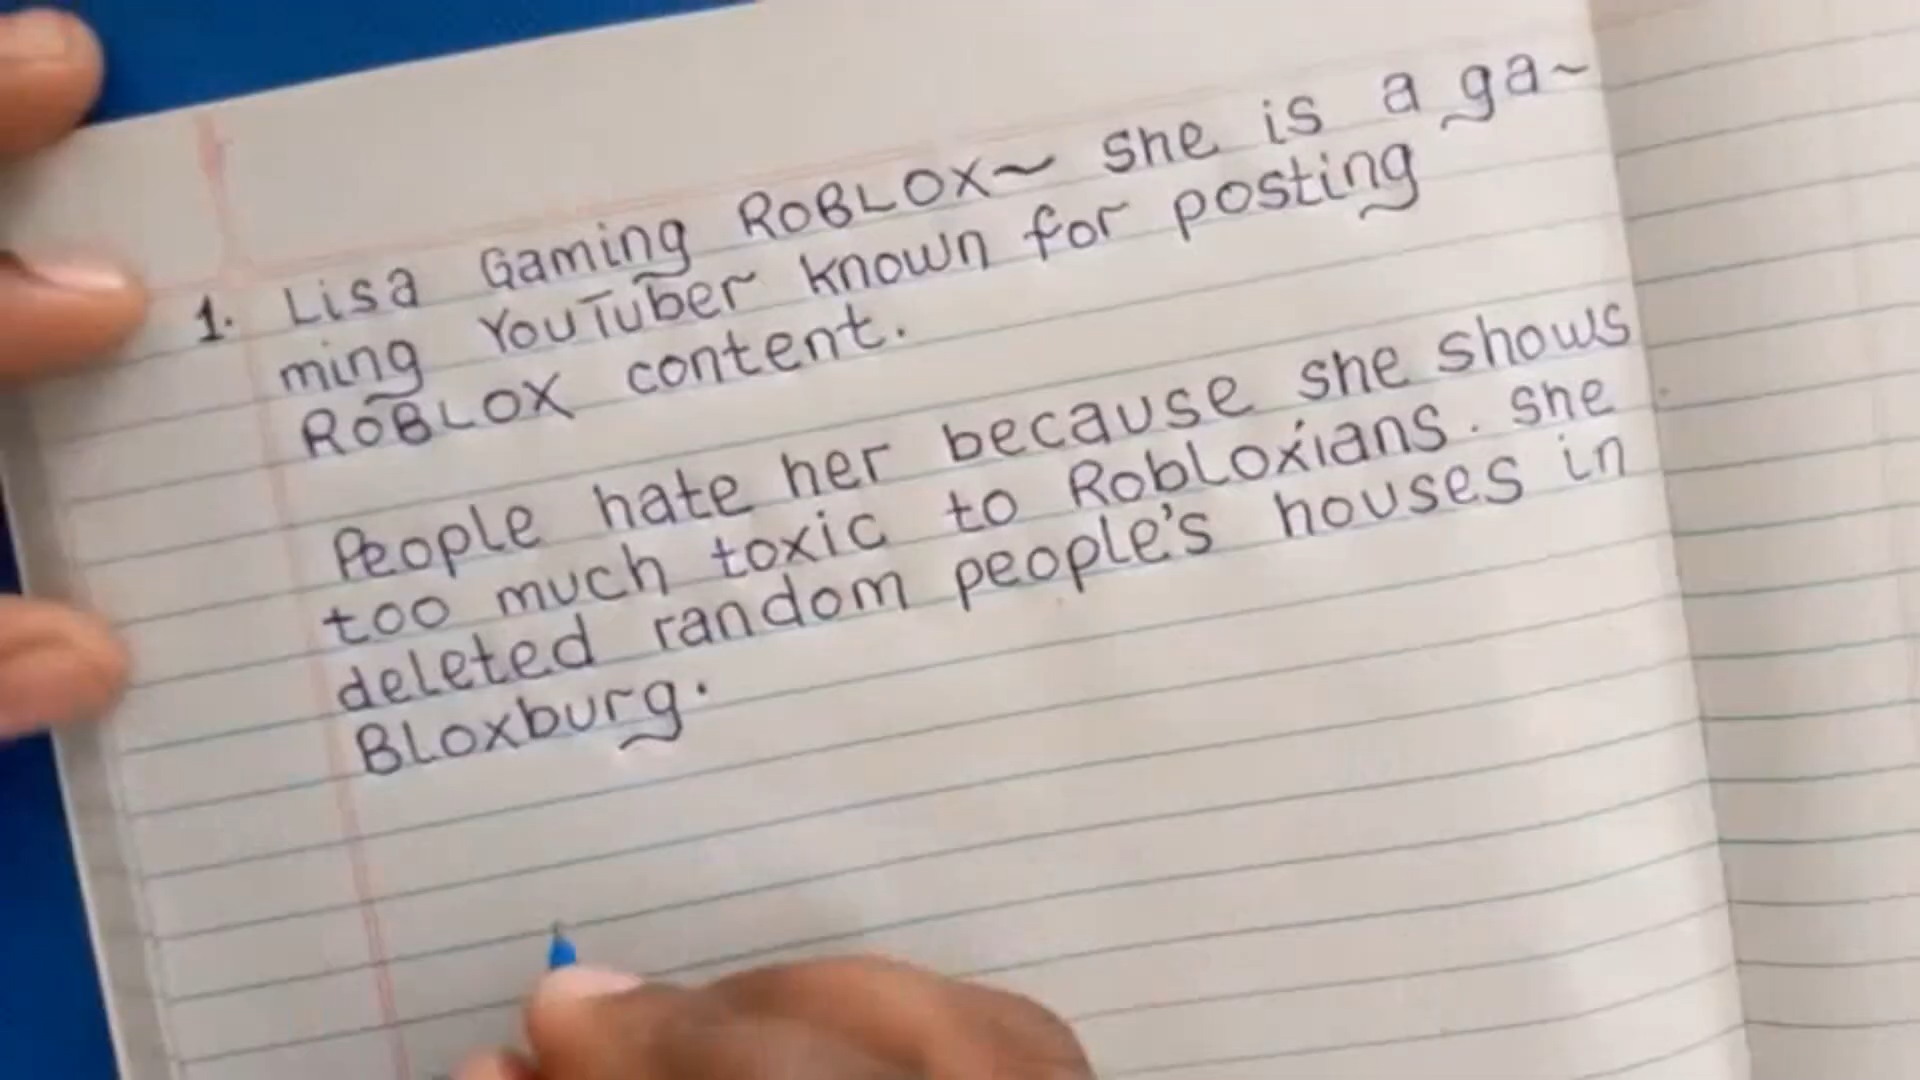 1. Lisa Gaming ROBLOX~ she is a ga~
ming YouTuber known for posting
ROBLOX content.
People hate her because she shows
too much toxic to Robloxians. she
deleted random people's houses in
Bloxburg.